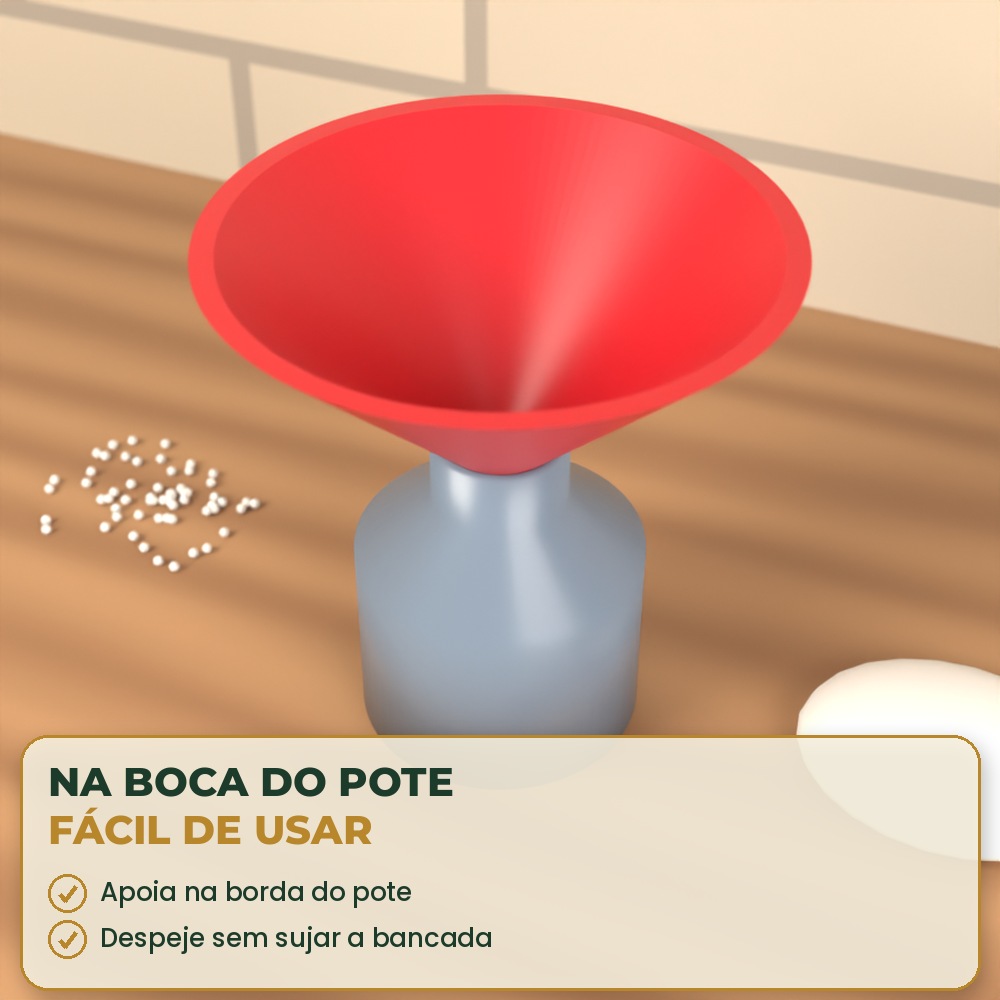 NA BOCA DO POTE
FÁCIL DE USAR
Apoia na borda do pote
Despeje sem sujar a bancada